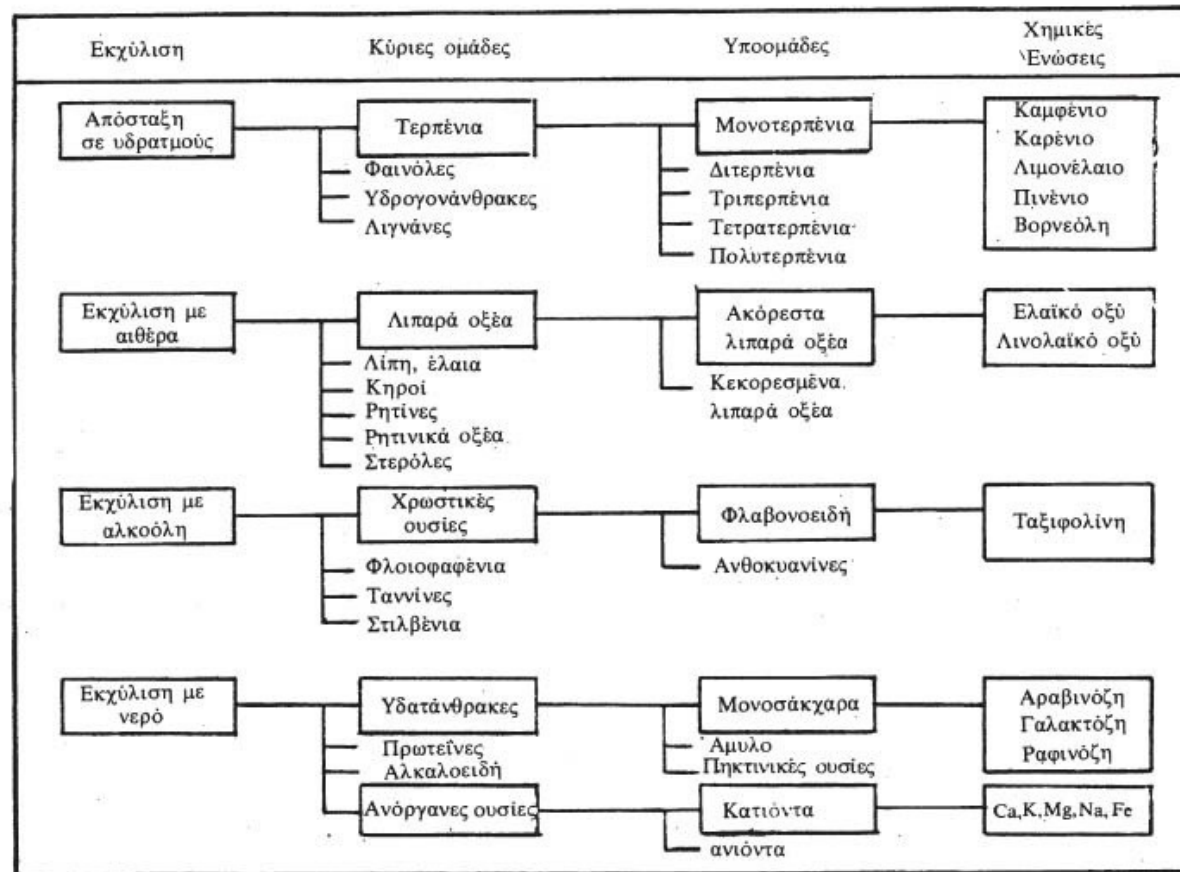 Εκχύλιση
Κύριες ομάδες
Υποομάδες
Χημικές
Ένώσεις
Απόσταξη
σε υδρατμούς
Τερπένια
Φαινόλες
Υδρογονάνθρακες
Λιγνάνες
Μονοτερπένια
Διτερπένια
Τριπερπένια
Τετρατερπένια
Πολυτερπένια
Καμφένιο
Καρένιο
Λιμονέλαιο
Πινένιο
Βορνεόλη
Εκχύλιση με
αιθέρα
Λιπαρά οξέα
Λίπη, έλαια
Κηροί
Ρητίνες
Ρητινικά οξέα
Στερόλες
Ακόρεστα
λιπαρά οξέα
Κεκορεσμένα
λιπαρά οξέα
Ελαϊκό οξύ
Λινολαϊκό οξύ
Εκχύλιση με
αλκοόλη
Χρωστικές
ουσίες
Φλοιοφαφένια
Ταννίνες
Στιλβένια
Φλαβονοειδή
Ανθοκυανίνες
Ταξιφολίνη
Εκχύλιση με
νερό
Υδατάνθρακες
Πρωτεΐνες
Αλκαλοειδή
Ανόργανες ουσίες
Μονοσάκχαρα
Αμυλο
Πηκτινικές ουσίες
Κατιόντα
ανιόντα
Αραβινόζη
Γαλακτόζη
Ραφινόζη
Ca,K,Mg,Na,Fe